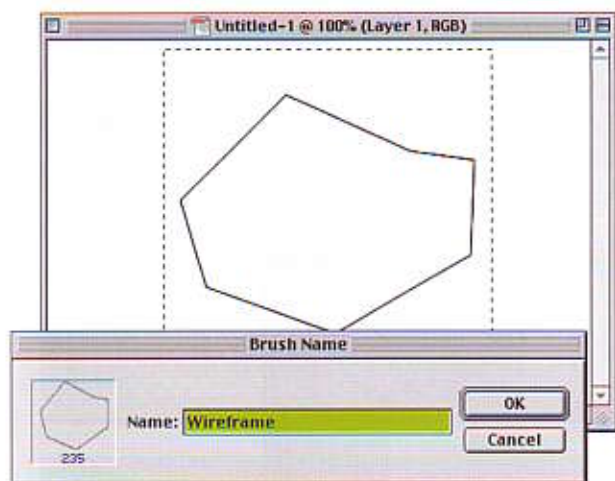 Untitled-1 @ 100% (Layer 1, RGB)
Brush Name
Name: Wireframe
OK
Cancel
235